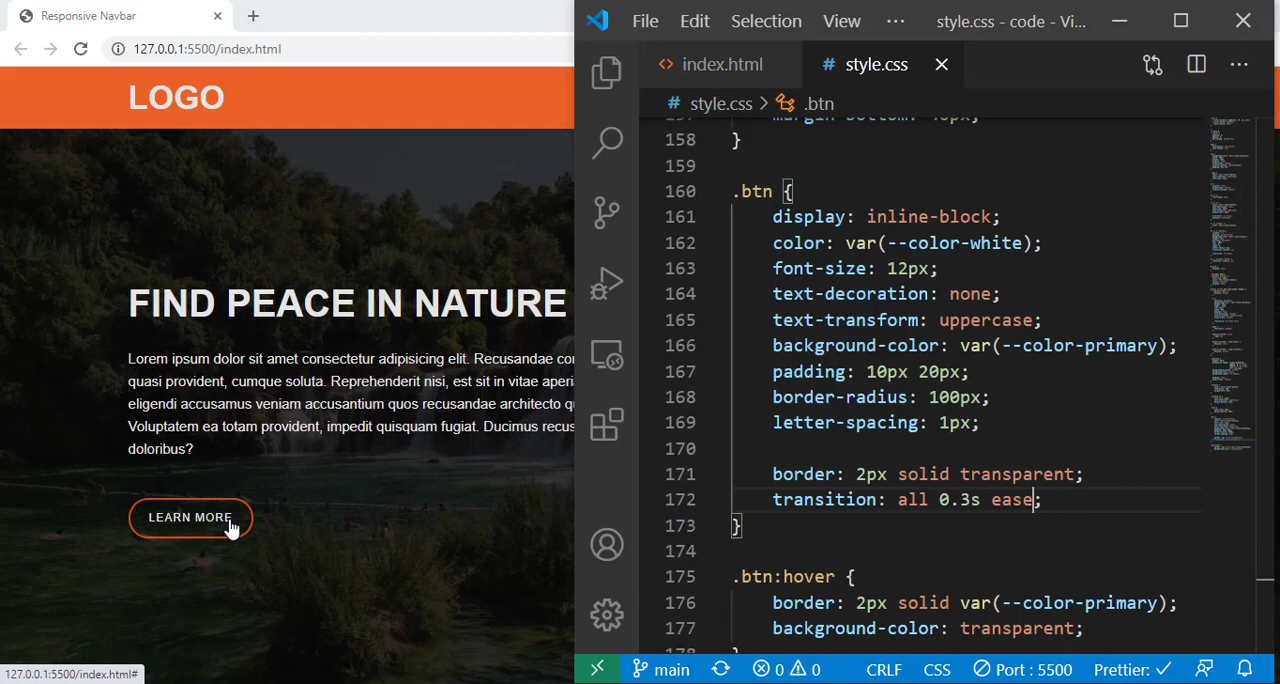 Responsive Navbar
127.0.0.1:5500/index.html
LOGO
FIND PEACE IN NATURE
Lorem ipsum dolor sit amet consectetur adipisicing elit. Recusandae
quasi provident, cumque soluta. Reprehenderit nisi, est sit in vitae
eligendi accusamus veniam accusantium quos recusandae architecto
Voluptatem ea totam provident, impedit quisquam fugiat. Ducimus
doloribus?
LEARN MORE
127.0.0.1:5500/index.html#
File Edit Selection View ··· style.css - code - Vi...
index.html # style.css
# style.css > .btn
158 }
159
160 .btn {
161 display: inline-block;
162 color: var(--color-white);
163 font-size: 12px;
164 text-decoration: none;
165 text-transform: uppercase;
166 background-color: var(--color-primary);
167 padding: 10px 20px;
168 border-radius: 100px;
169 letter-spacing: 1px;
170
171 border: 2px solid transparent;
172 transition: all 0.3s ease;
173 }
174
175 .btn:hover {
176 border: 2px solid var(--color-primary);
177 background-color: transparent;
main 0 0 CRLF CSS Port : 5500 Prettier: ✓